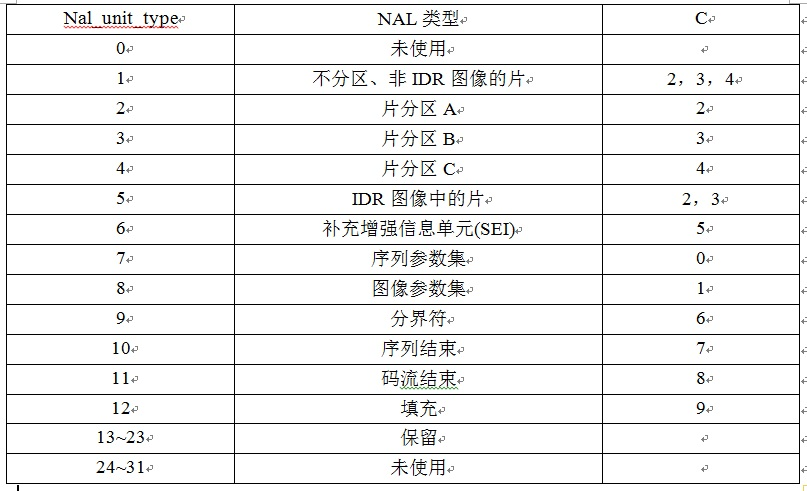 Nal_unit_type NAL 类型 C
0 未使用
1 不分区、非 IDR 图像的片 2，3，4
2 片分区 A 2
3 片分区 B 3
4 片分区 C 4
5 IDR 图像中的片 2，3
6 补充增强信息单元(SEI) 5
7 序列参数集 0
8 图像参数集 1
9 分界符 6
10 序列结束 7
11 码流结束 8
12 填充 9
13~23 保留
24~31 未使用